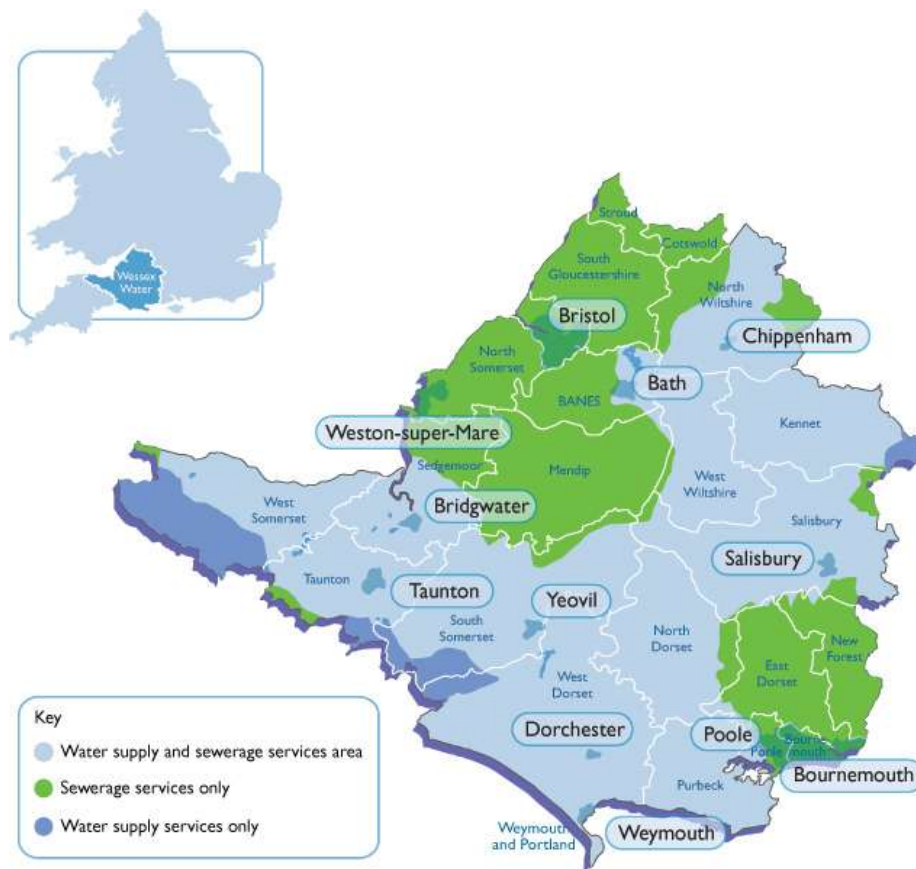 Wessex
Water
Stroud
Cotswold
South
Gloucestershire
North
Wiltshire
Bristol
Chippenham
North
Somerset
Bath
BANES
Kennet
Weston-super-Mare
Sedgemoor
Mendip
West
Wiltshire
West
Somerset
Bridgwater
Salisbury
Salisbury
Taunton
Taunton
Yeovil
South
Somerset
North
Dorset
New
Forest
East
Dorset
West
Dorset
Dorchester
Poole
Bourne
mouth
Poole
Bournemouth
Purbeck
Weymouth
Weymouth
and Portland
Key
Water supply and sewerage services area
Sewerage services only
Water supply services only